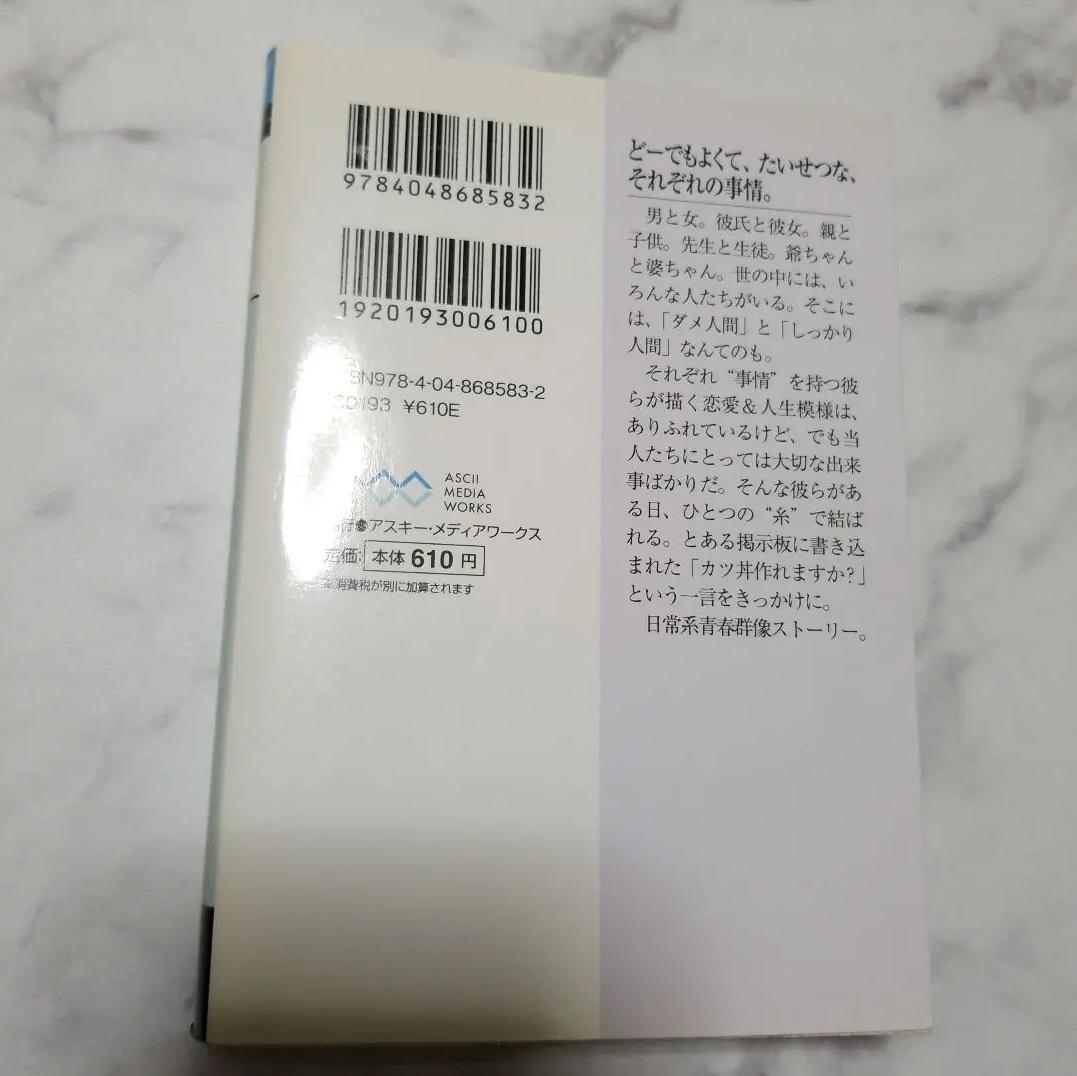 9784048685832
1920193006100
SN978-4-04-868583-2
0193 ¥610E
ASCII
MEDIA
WORKS
行●アスキー・メディアワークス
定価:本体610円
消費税が別に加算されます
どーでもよくて、たいせつな、
それぞれの事情。
男と女。彼氏と彼女。親と
子供。先生と生徒。爺ちゃん
と婆ちゃん。世の中には、い
ろんな人たちがいる。そこに
は、「ダメ人間」と「しっかり
人間」なんてのも。
それぞれ“事情”を持つ彼
らが描く恋愛&人生模様は、
ありふれているけど、でも当
人たちにとっては大切な出来
事ばかりだ。そんな彼らがあ
る日、ひとつの“糸”で結ば
れる。とある掲示板に書き込
まれた「カツ丼作れますか?」
という一言をきっかけに。
日常系青春群像ストーリー。